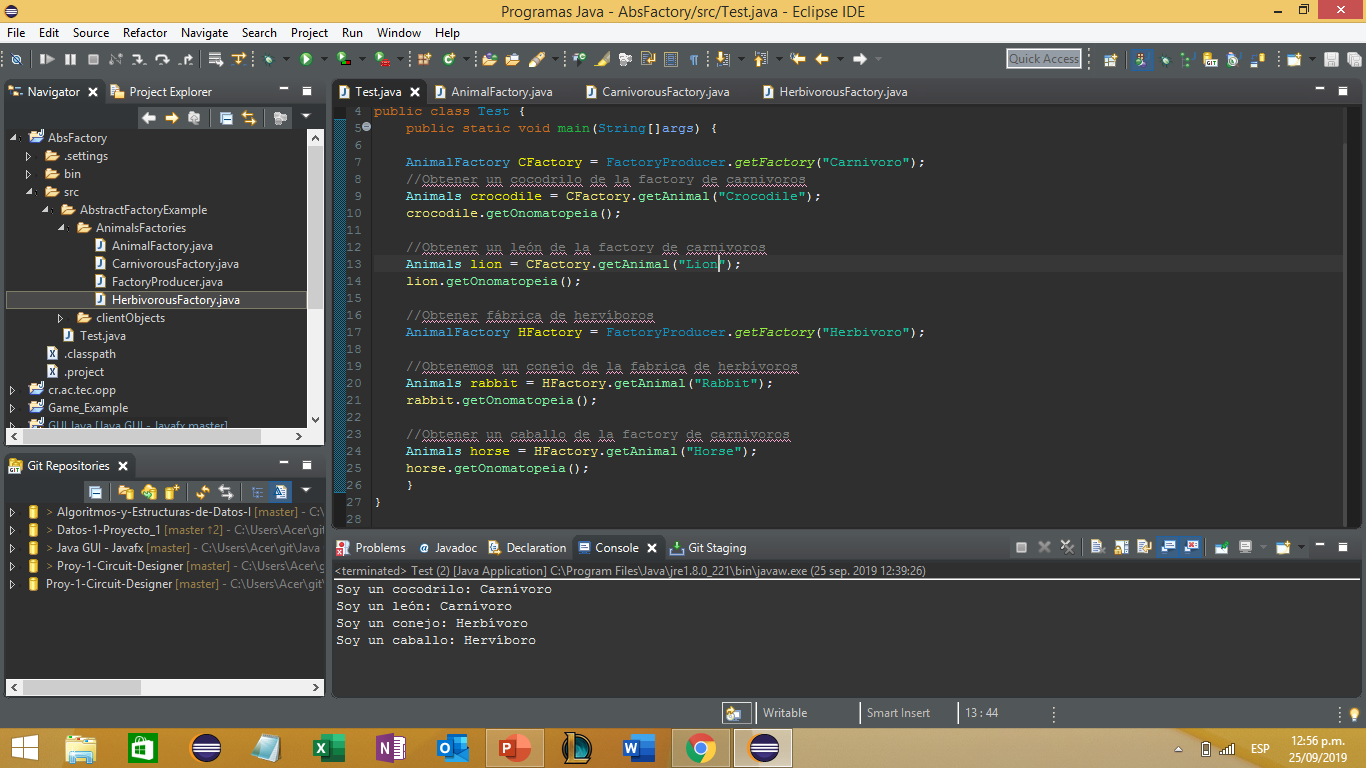 Programas Java - AbsFactory/src/Test.java - Eclipse IDE
File Edit Source Refactor Navigate Search Project Run Window Help
Quick Access
Navigator
Project Explorer
AbsFactory
.settings
bin
src
AbstractFactoryExample
AnimalsFactories
AnimalFactory.java
CarnivorousFactory.java
FactoryProducer.java
HerbivorousFactory.java
clientObjects
Test.java
.classpath
.project
cr.ac.tec.opp
Game_Example
GUIJava [Java GUI - Javafx master]
Git Repositories
> Algoritmos-y-Estructuras-de-Datos-I [master] - C:\
> Datos-1-Proyecto_1 [master ↑2] - C:\Users\Acer\git
> Java GUI - Javafx [master] - C:\Users\Acer\git\Java
> Proy-1-Circuit-Designer [master] - C:\Users\Acer\
Proy-1-Circuit-Designer [master] - C:\Users\Acer\git\
Test.java AnimalFactory.java CarnivorousFactory.java HerbivorousFactory.java
4 public class Test {
5 public static void main(String[]args) {
6
7 AnimalFactory CFactory = FactoryProducer.getFactory("Carnivoro");
8 //Obtener un cocodrilo de la factory de carnivoros
9 Animals crocodile = CFactory.getAnimal("Crocodile");
10 crocodile.getOnomatopeia();
11
12 //Obtener un león de la factory de carnivoros
13 Animals lion = CFactory.getAnimal("Lion");
14 lion.getOnomatopeia();
15
16 //Obtener fábrica de hervíboros
17 AnimalFactory HFactory = FactoryProducer.getFactory("Herbivoro");
18
19 //Obtenemos un conejo de la fabrica de herbívoros
20 Animals rabbit = HFactory.getAnimal("Rabbit");
21 rabbit.getOnomatopeia();
22
23 //Obtener un caballo de la factory de carnivoros
24 Animals horse = HFactory.getAnimal("Horse");
25 horse.getOnomatopeia();
26 }
27 }
28
Problems @ Javadoc Declaration Console Git Staging
<terminated> Test (2) [Java Application] C:\Program Files\Java\jre1.8.0_221\bin\javaw.exe (25 sep. 2019 12:39:26)
Soy un cocodrilo: Carnívoro
Soy un león: Carnívoro
Soy un conejo: Herbívoro
Soy un caballo: Hervíboro
Writable Smart Insert 13 : 44
ESP
12:56 p.m.
25/09/2019